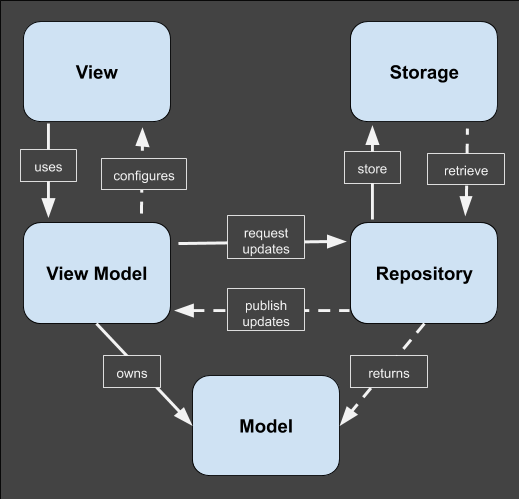 View
Storage
uses
configures
store
retrieve
View Model
request
updates
Repository
publish
updates
owns
returns
Model